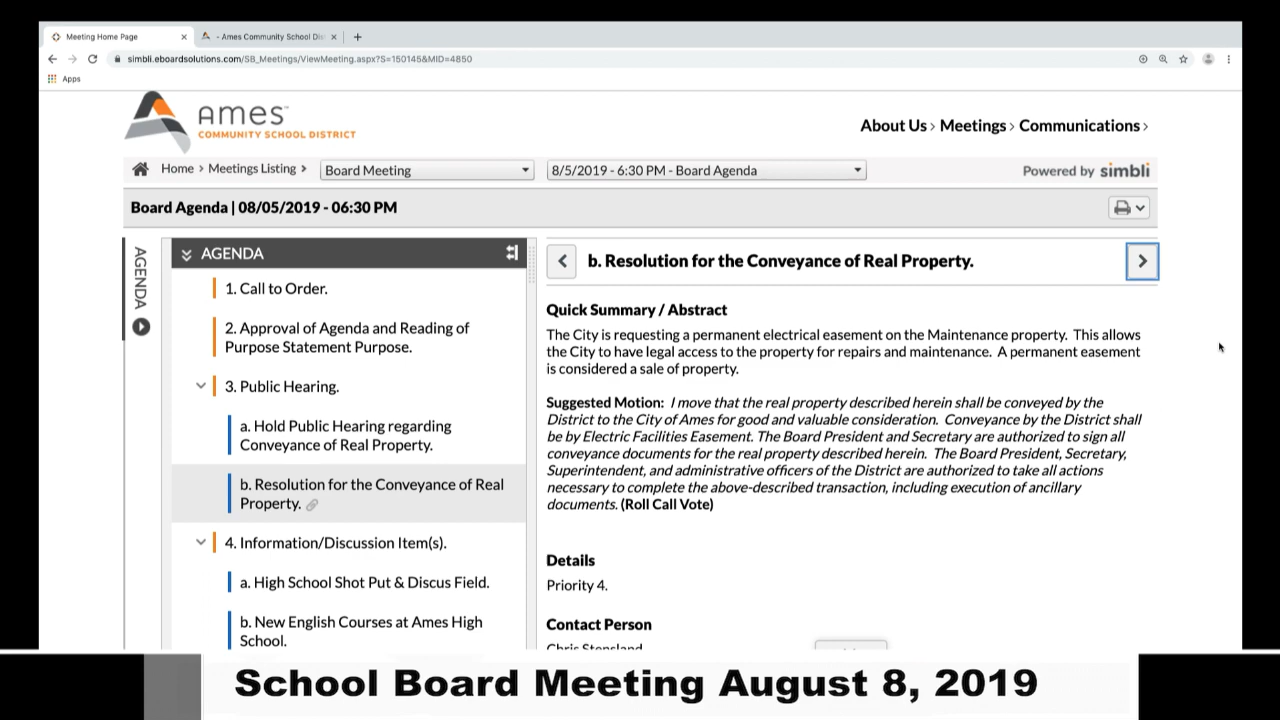 Meeting Home Page
- Ames Community School Dis
simbli.eboardsolutions.com/SB_Meetings/ViewMeeting.aspx?S=150145&MID=4850
Apps
AMES
COMMUNITY SCHOOL DISTRICT
About Us > Meetings > Communications >
Home > Meetings Listing > Board Meeting 8/5/2019 - 6:30 PM - Board Agenda Powered by simbli
Board Agenda | 08/05/2019 - 06:30 PM
AGENDA
AGENDA
1. Call to Order.
2. Approval of Agenda and Reading of
Purpose Statement Purpose.
3. Public Hearing.
a. Hold Public Hearing regarding
Conveyance of Real Property.
b. Resolution for the Conveyance of Real
Property.
4. Information/Discussion Item(s).
a. High School Shot Put & Discus Field.
b. New English Courses at Ames High
School.
b. Resolution for the Conveyance of Real Property.
Quick Summary / Abstract
The City is requesting a permanent electrical easement on the Maintenance property. This allows
the City to have legal access to the property for repairs and maintenance. A permanent easement
is considered a sale of property.
Suggested Motion: I move that the real property described herein shall be conveyed by the
District to the City of Ames for good and valuable consideration. Conveyance by the District shall
be by Electric Facilities Easement. The Board President and Secretary are authorized to sign all
conveyance documents for the real property described herein. The Board President, Secretary,
Superintendent, and administrative officers of the District are authorized to take all actions
necessary to complete the above-described transaction, including execution of ancillary
documents. (Roll Call Vote)
Details
Priority 4.
Contact Person
Chris Stensland
School Board Meeting August 8, 2019